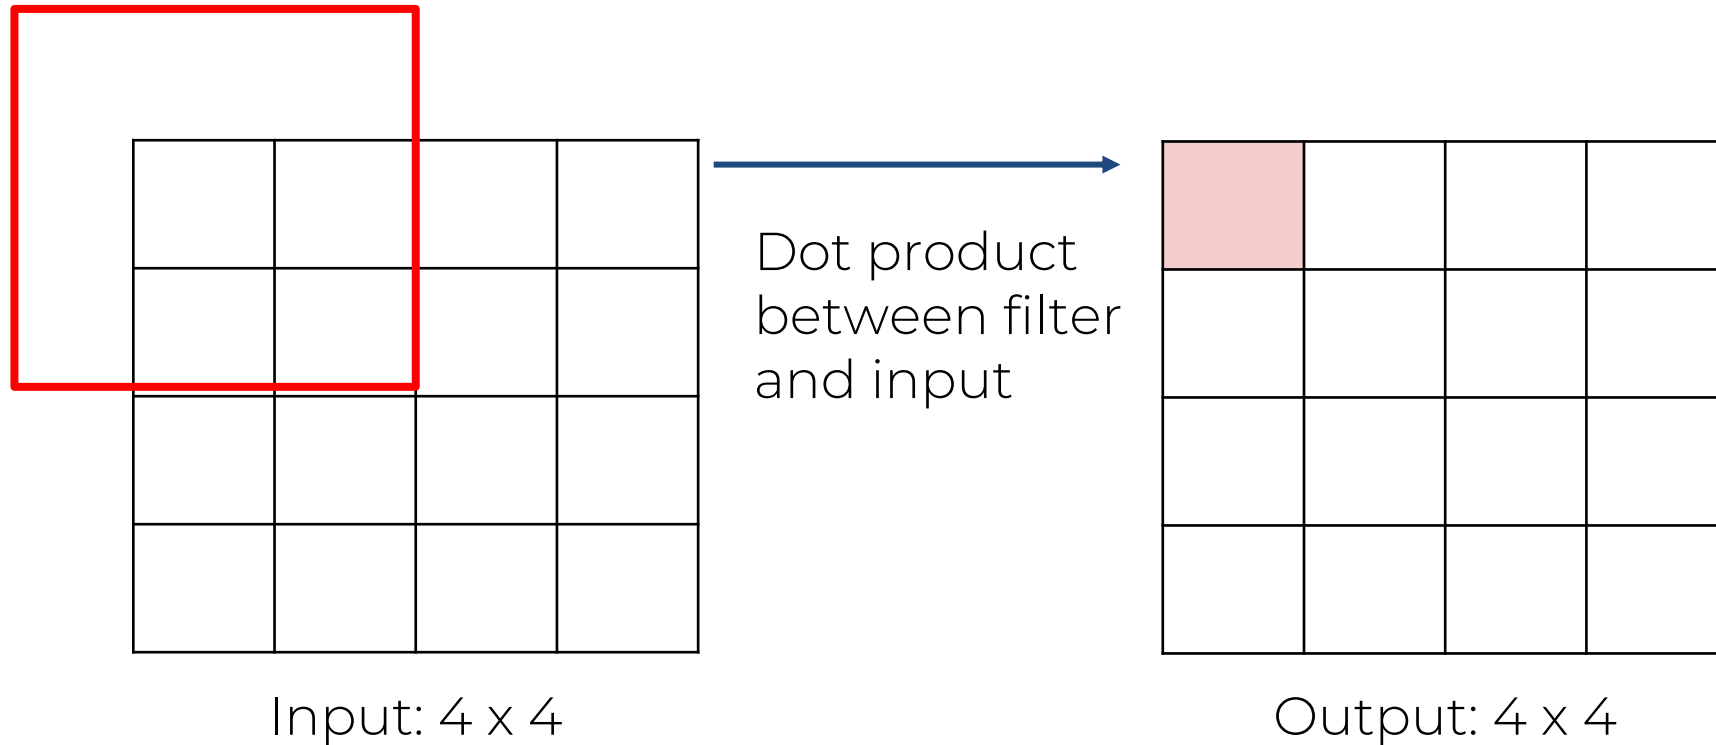 Dot product
between filter
and input
Input: 4 x 4
Output: 4 x 4